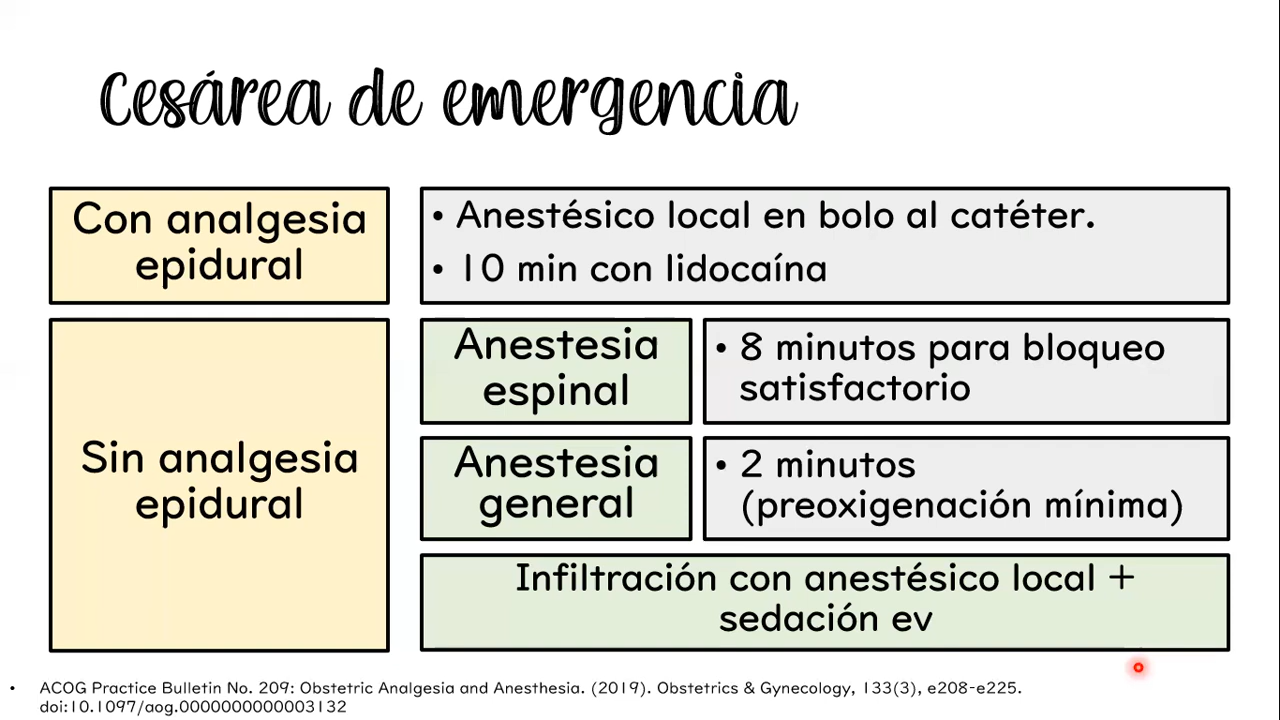 Cesárea de emergencia
Con analgesia
epidural
• Anestésico local en bolo al catéter.
• 10 min con lidocaína
Sin analgesia
epidural
Anestesia
espinal
• 8 minutos para bloqueo
satisfactorio
Anestesia
general
• 2 minutos
(preoxigenación mínima)
Infiltración con anestésico local +
sedación ev
• ACOG Practice Bulletin No. 209: Obstetric Analgesia and Anesthesia. (2019). Obstetrics & Gynecology, 133(3), e208-e225.
doi:10.1097/aog.0000000000003132